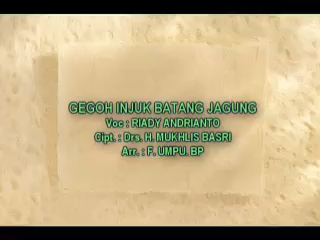 GEGOH INJUK BATANG JAGUNG
Voc : RIADY ANDRIANTO
Cipt. : Drs. H. MUKHLIS BASRI
Arr. : F. UMPU. BP